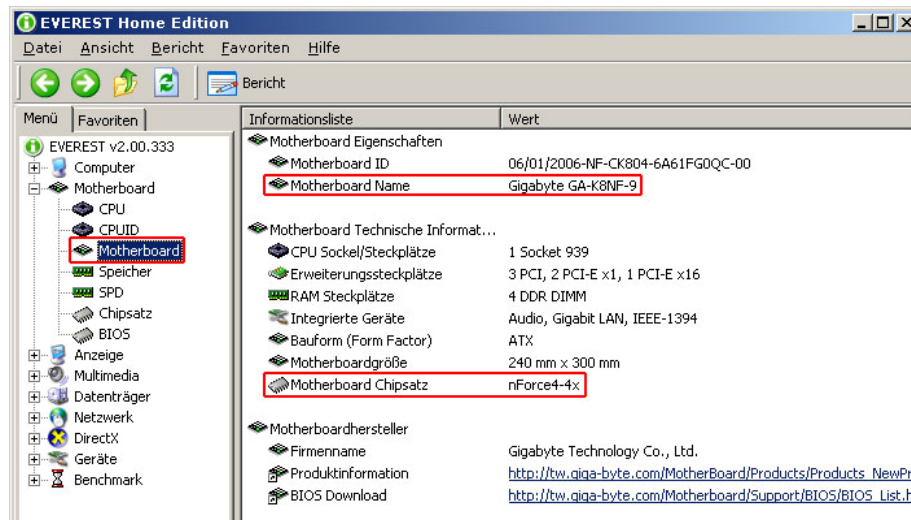 EVEREST Home Edition
Datei Ansicht Bericht Favoriten Hilfe
Bericht
Menü Favoriten
EVEREST v2.00.333
Computer
Motherboard
CPU
CPUID
Motherboard
Speicher
SPD
Chipsatz
BIOS
Anzeige
Multimedia
Datenträger
Netzwerk
DirectX
Geräte
Benchmark
Informationsliste Wert
Motherboard Eigenschaften
Motherboard ID 06/01/2006-NF-CK804-6A61FG0QC-00
Motherboard Name Gigabyte GA-K8NF-9
Motherboard Technische Informat...
CPU Sockel/Steckplätze 1 Socket 939
Erweiterungssteckplätze 3 PCI, 2 PCI-E x1, 1 PCI-E x16
RAM Steckplätze 4 DDR DIMM
Integrierte Geräte Audio, Gigabit LAN, IEEE-1394
Bauform (Form Factor) ATX
Motherboardgröße 240 mm x 300 mm
Motherboard Chipsatz nForce4-4x
Motherboardhersteller
Firmenname Gigabyte Technology Co., Ltd.
Produktinformation http://tw.giga-byte.com/MotherBoard/Products/Products_NewPr
BIOS Download http://tw.giga-byte.com/Motherboard/Support/BIOS/BIOS_List.h